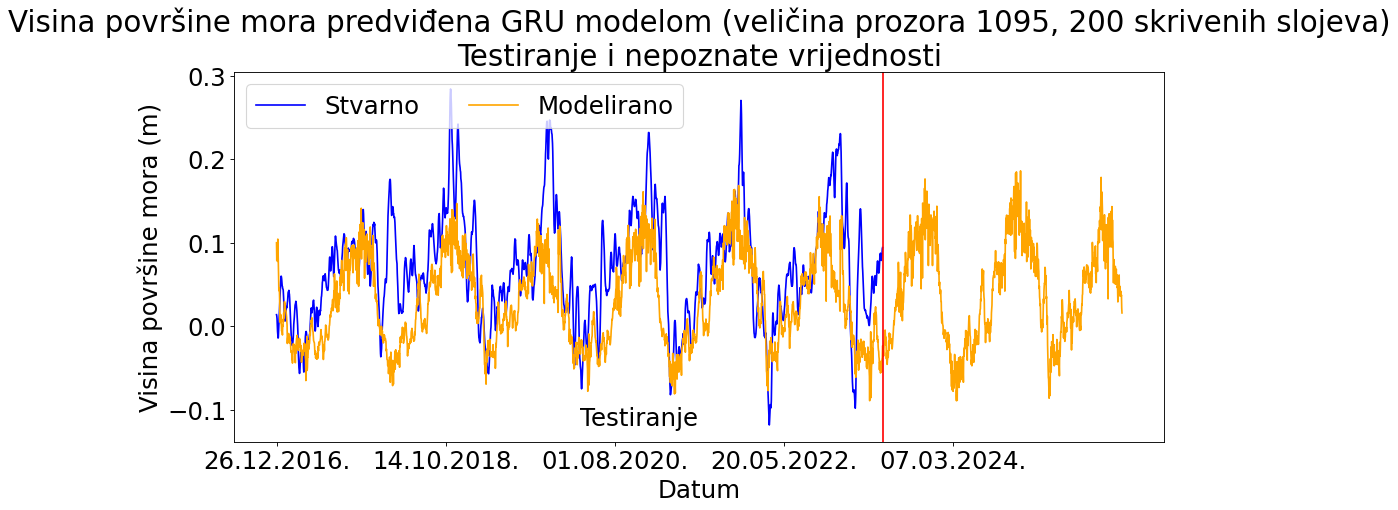 Visina površine mora predviđena GRU modelom (veličina prozora 1095, 200 skrivenih slojeva)
Testiranje i nepoznate vrijednosti
Stvarno Modelirano
Visina površine mora (m)
0.3
0.2
0.1
0.0
−0.1
Testiranje
26.12.2016. 14.10.2018. 01.08.2020. 20.05.2022. 07.03.2024.
Datum